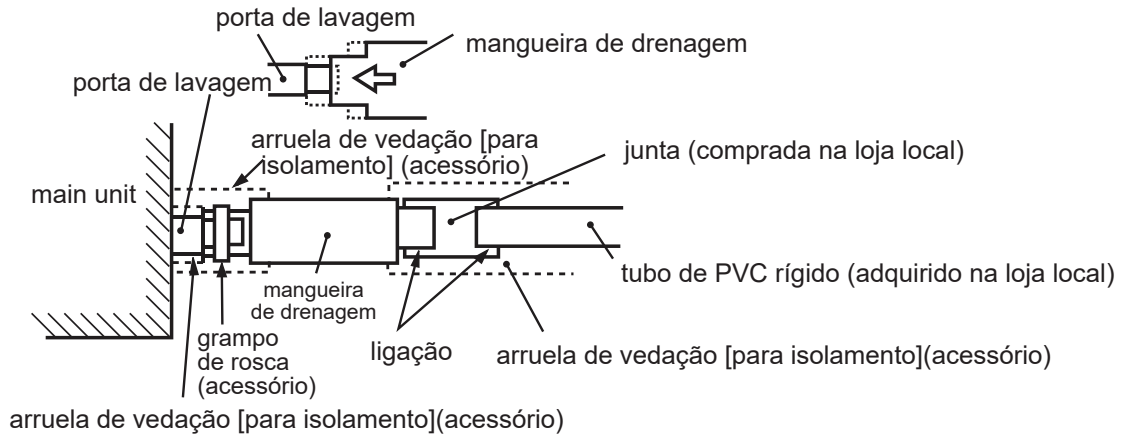 porta de lavagem
mangueira de drenagem
porta de lavagem
arruela de vedação [para
isolamento] (acessório)
junta (comprada na loja local)
main unit
tubo de PVC rígido (adquirido na loja local)
mangueira
de drenagem
grampo
de rosca
(acessório)
ligação
arruela de vedação [para isolamento](acessório)
arruela de vedação [para isolamento](acessório)